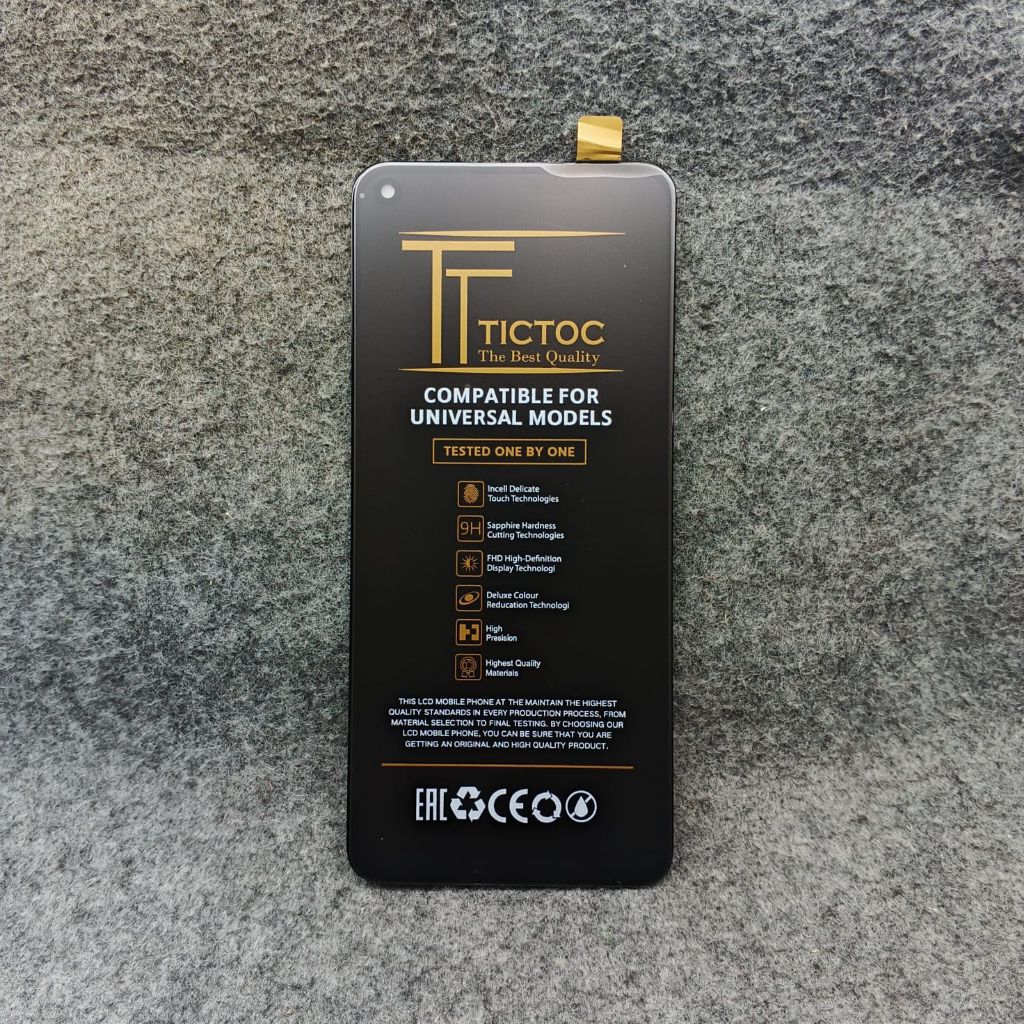 TT
TICTOC
The Best Quality
COMPATIBLE FOR
UNIVERSAL MODELS
TESTED ONE BY ONE
Incell Delicate
Touch Technologies
9H
Sapphire Hardness
Cutting Technologies
FHD High-Definition
Display Technologi
Deluxe Colour
Reducation Technologi
High
Presision
Highest Quality
Materials
THIS LCD MOBILE PHONE AT THE MAINTAIN THE HIGHEST
QUALITY STANDARDS IN EVERY PRODUCTION PROCESS, FROM
MATERIAL SELECTION TO FINAL TESTING. BY CHOOSING OUR
LCD MOBILE PHONE, YOU CAN BE SURE THAT YOU ARE
GETTING AN ORIGINAL AND HIGH QUALITY PRODUCT.
EAC CE